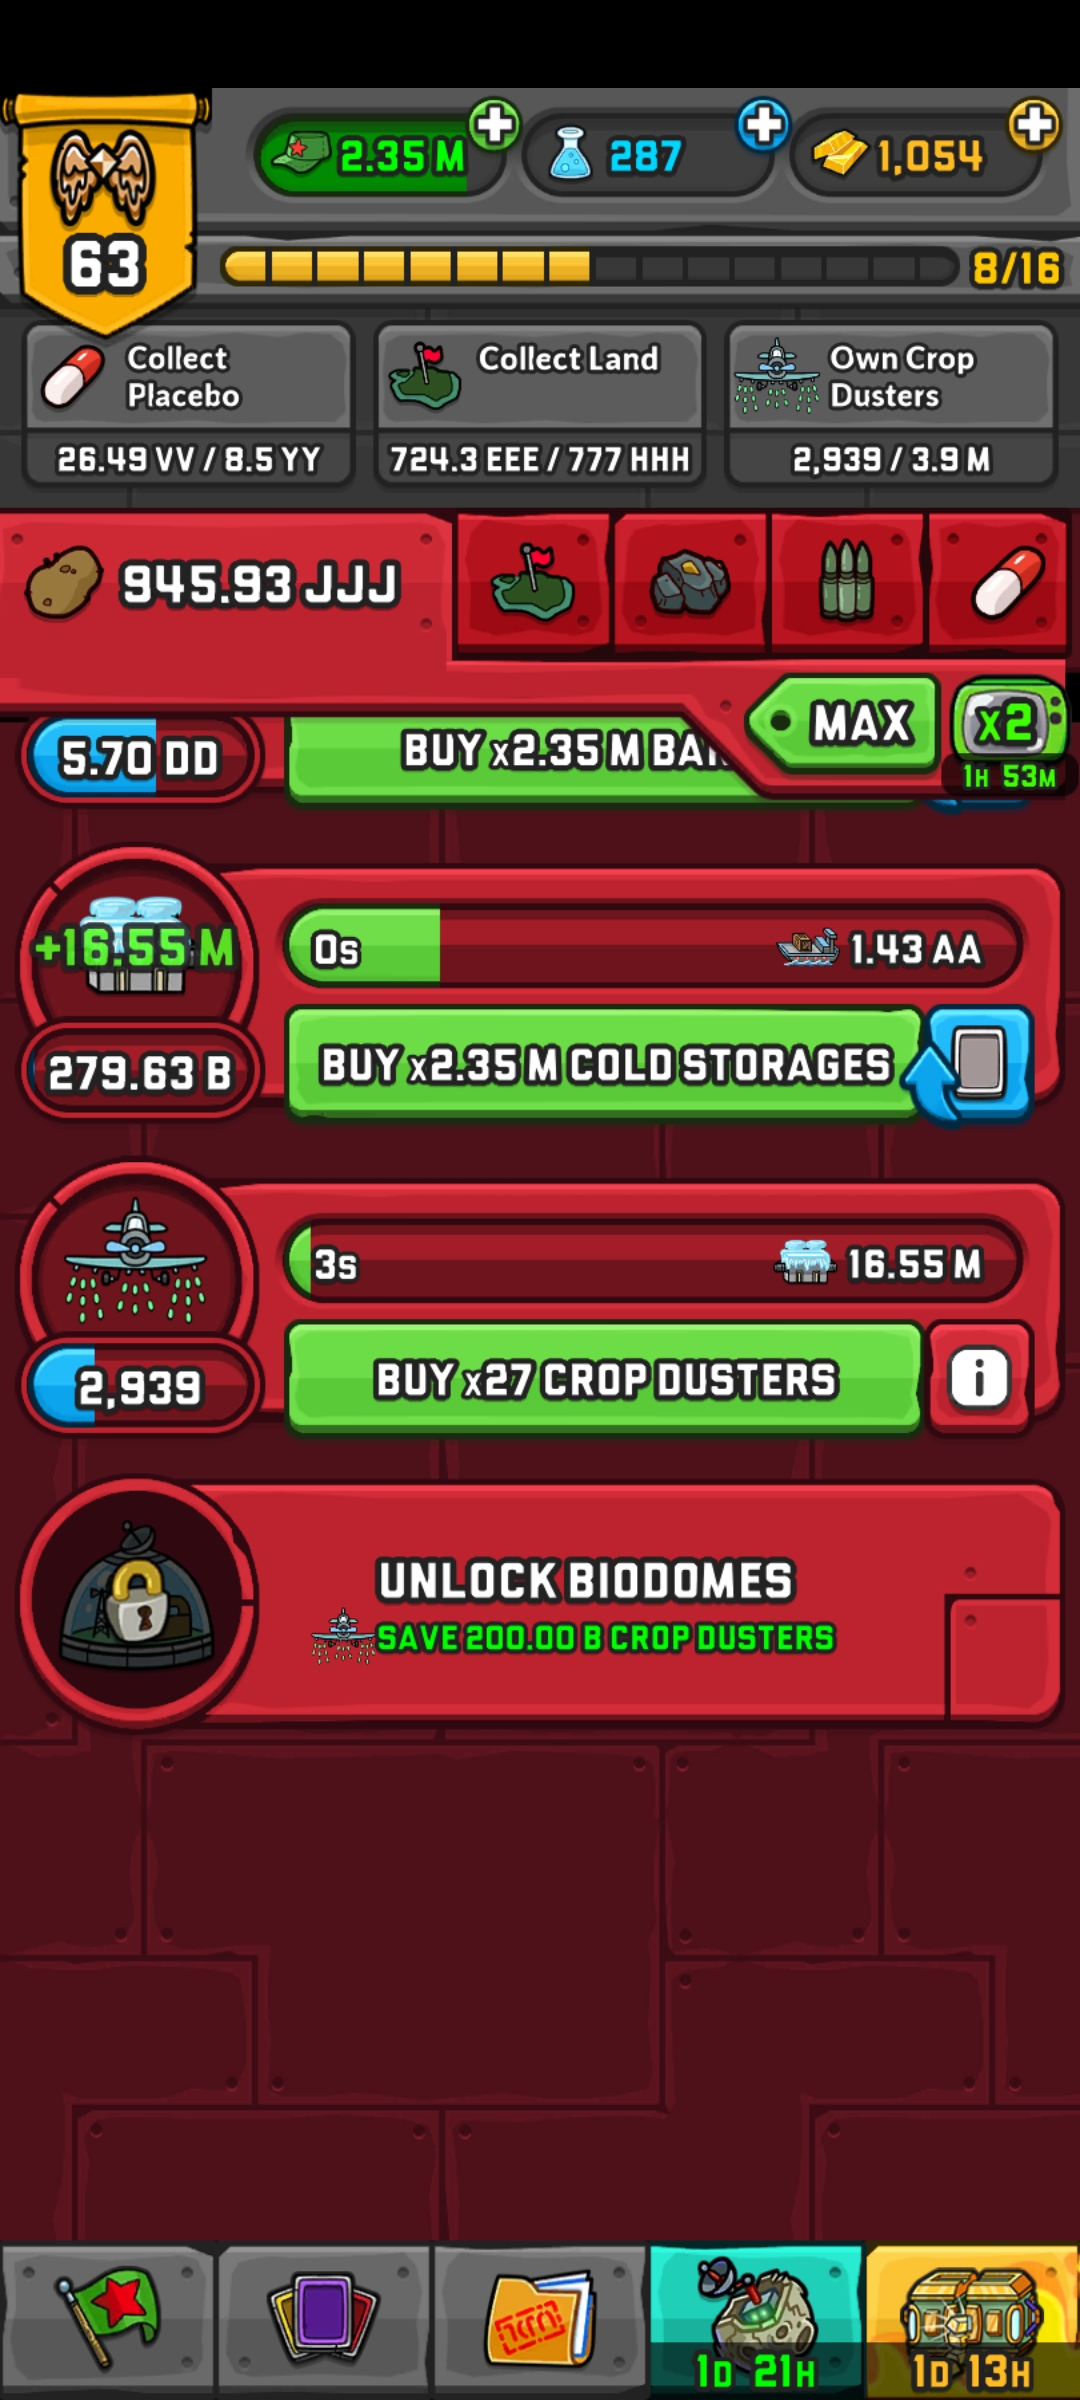 2.35 M
287
1,054
63
8/16
Collect Placebo
26.49 VV / 8.5 YY
Collect Land
724.3 EEE / 777 HHH
Own Crop Dusters
2,939 / 3.9 M
945.93 JJJ
MAX
x2
1H 53M
5.70 DD
BUY x2.35 M
+16.55 M
0s
1.43 AA
279.63 B
BUY x2.35 M COLD STORAGES
3s
16.55 M
2,939
BUY x27 CROP DUSTERS
i
UNLOCK BIODOMES
SAVE 200.00 B CROP DUSTERS
1D 21H
1D 13H